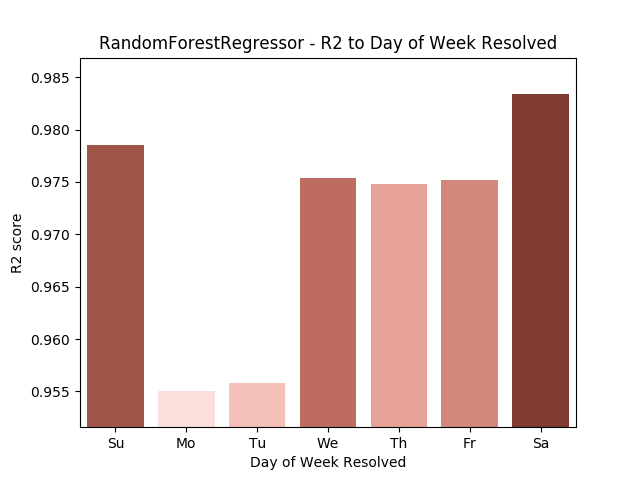 RandomForestRegressor - R2 to Day of Week Resolved
0.985
0.980
0.975
0.970
0.965
0.960
0.955
R2 score
Su Mo Tu We Th Fr Sa
Day of Week Resolved